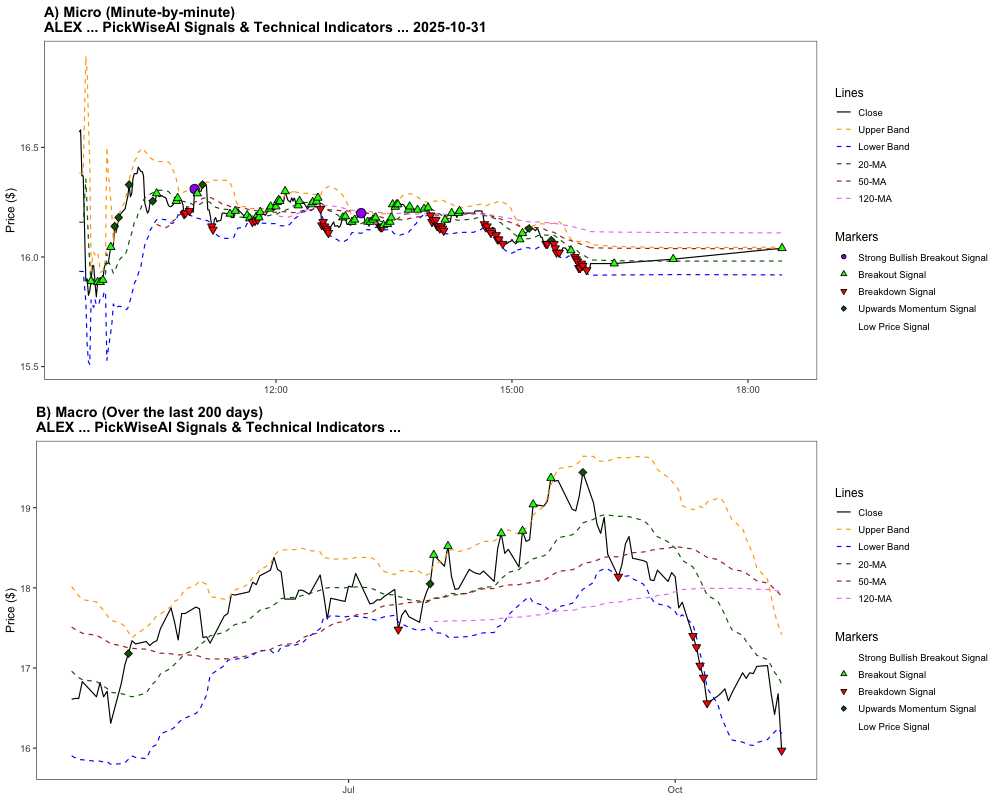 A) Micro (Minute-by-minute)
ALEX ... PickWiseAI Signals & Technical Indicators ... 2025-10-31
Price ($)
16.5
16.0
15.5
12:00
15:00
18:00
Lines
Close
Upper Band
Lower Band
20-MA
50-MA
120-MA
Markers
Strong Bullish Breakout Signal
Breakout Signal
Breakdown Signal
Upwards Momentum Signal
Low Price Signal
B) Macro (Over the last 200 days)
ALEX ... PickWiseAI Signals & Technical Indicators ...
Price ($)
19
18
17
16
Jul
Oct
Lines
Close
Upper Band
Lower Band
20-MA
50-MA
120-MA
Markers
Strong Bullish Breakout Signal
Breakout Signal
Breakdown Signal
Upwards Momentum Signal
Low Price Signal